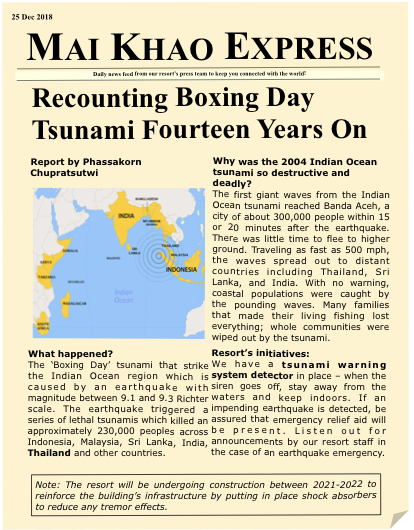 25 Dec 2018
MAI KHAO EXPRESS
Daily news feed from our resort's press team to keep you connected with the world!
Recounting Boxing Day
Tsunami Fourteen Years On
Report by Phassakorn
Chupratsutwi
BANGLADESH
INDIA
MYANMAR
THAILAND
SRI
LANKA
MALDIVES
MALAYSIA
SOMALIA
KENYA
TANZANIA
SEYCHELLES
INDONESIA
MADAGASCAR
SOUTH
AFRICA
Indian
Ocean
What happened?
The 'Boxing Day' tsunami that strike
the Indian Ocean region which is
caused by an earthquake with
magnitude between 9.1 and 9.3 Richter
scale. The earthquake triggered a
series of lethal tsunamis which killed an
approximately 230,000 peoples across
Indonesia, Malaysia, Sri Lanka, India,
Thailand and other countries.
Why was the 2004 Indian Ocean
tsunami so destructive and
deadly?
The first giant waves from the Indian
Ocean tsunami reached Banda Aceh, a
city of about 300,000 people within 15
or 20 minutes after the earthquake.
There was little time to flee to higher
ground. Traveling as fast as 500 mph,
the waves spread out to distant
countries including Thailand, Sri
Lanka, and India. With no warning,
coastal populations were caught by
the pounding waves. Many families
that made their living fishing lost
everything; whole communities were
wiped out by the tsunami.
Resort's initiatives:
We have a tsunami warning
system detector in place – when the
siren goes off, stay away from the
waters and keep indoors. If an
impending earthquake is detected, be
assured that emergency relief aid will
be present. Listen out for
announcements by our resort staff in
the case of an earthquake emergency.
Note: The resort will be undergoing construction between 2021-2022 to
reinforce the building's infrastructure by putting in place shock absorbers
to reduce any tremor effects.